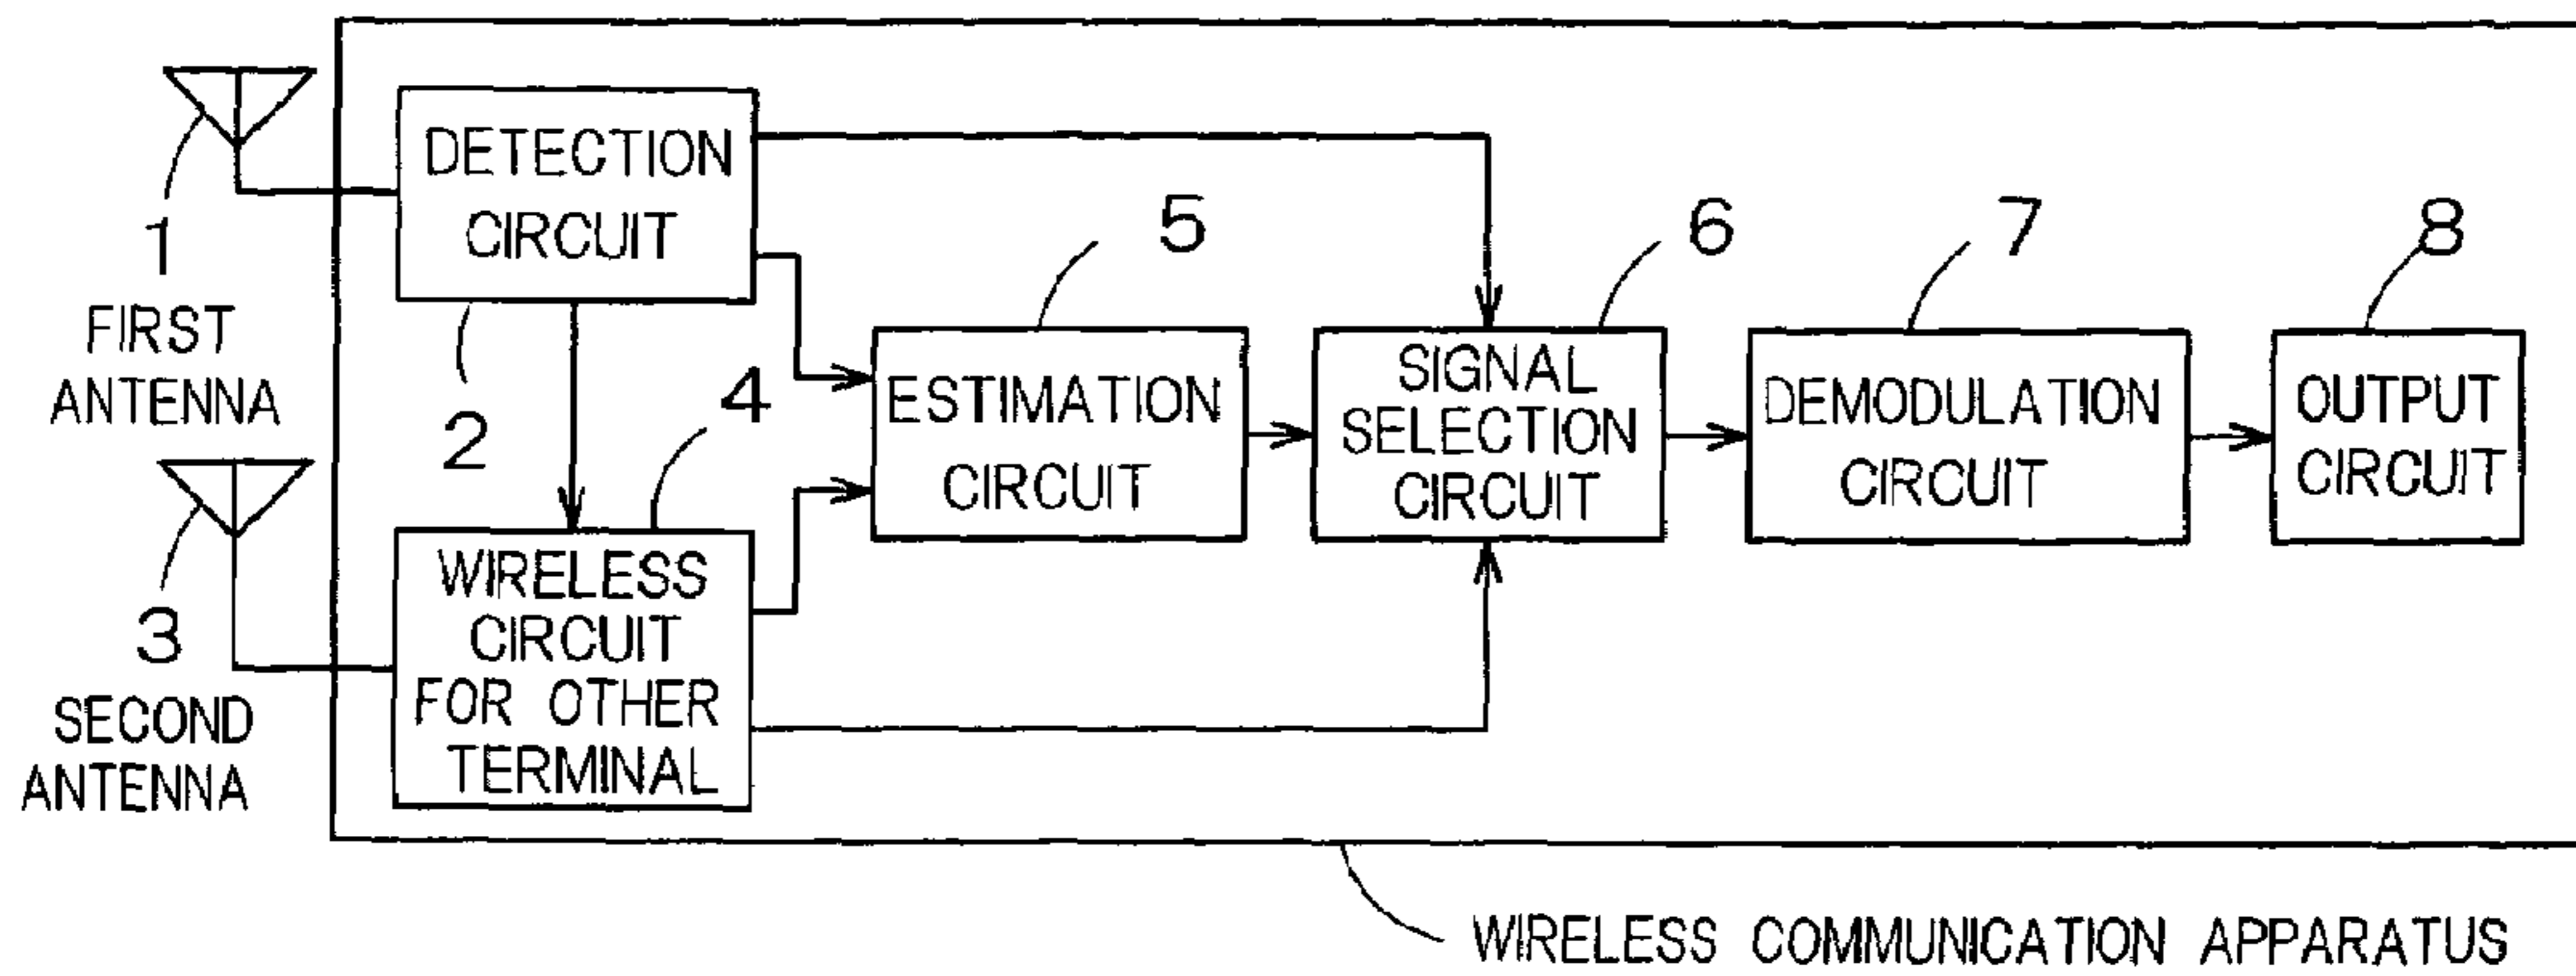 1
FIRST
ANTENNA
DETECTION
CIRCUIT
2
3
SECOND
ANTENNA
4
WIRELESS
CIRCUIT
FOR OTHER
TERMINAL
5
ESTIMATION
CIRCUIT
6
SIGNAL
SELECTION
CIRCUIT
7
DEMODULATION
CIRCUIT
8
OUTPUT
CIRCUIT
WIRELESS COMMUNICATION APPARATUS